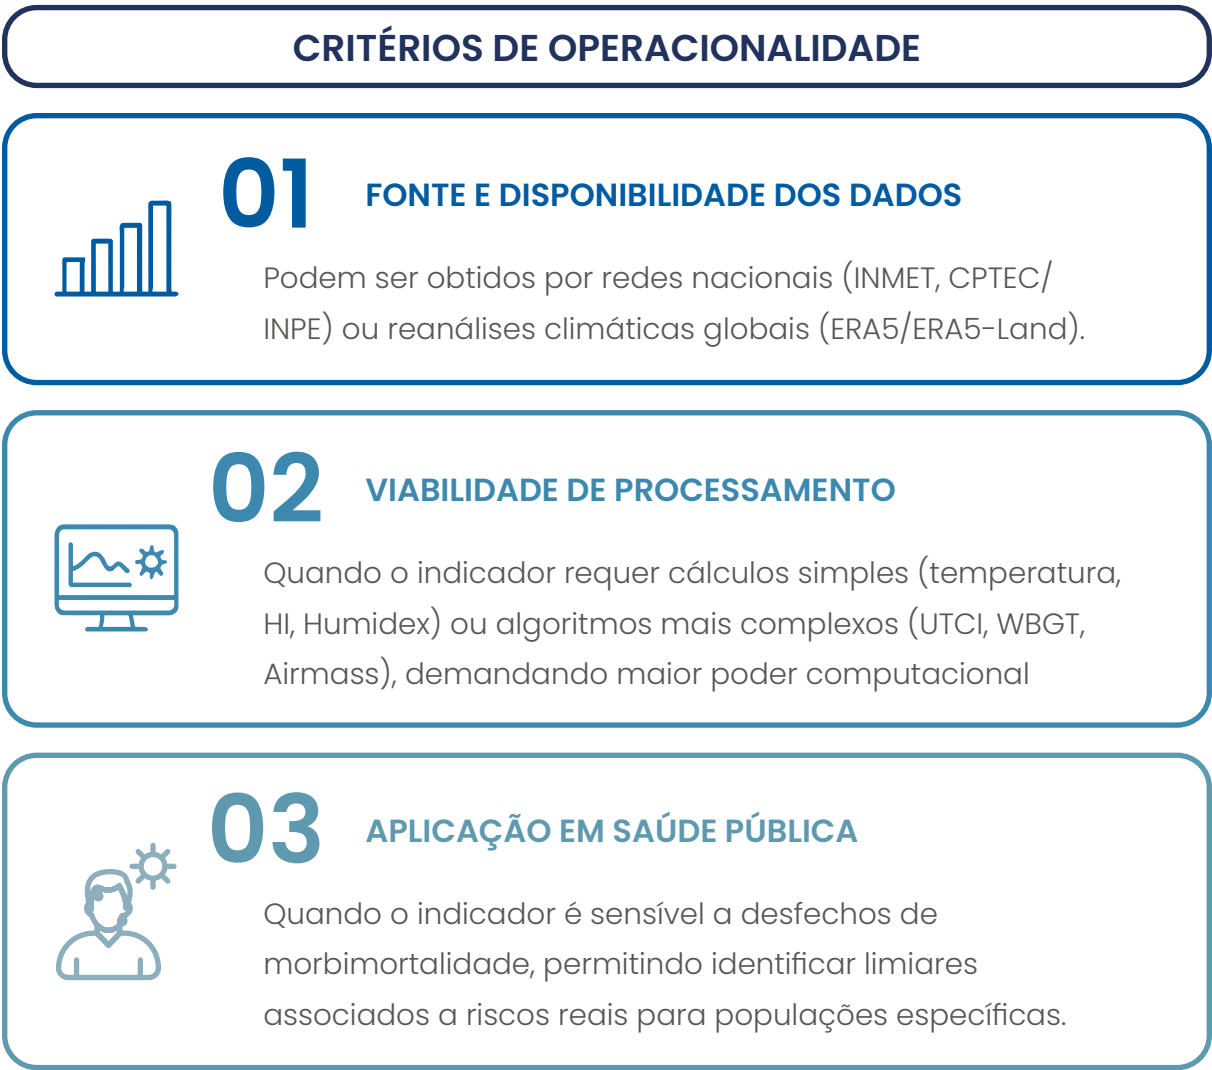 CRITÉRIOS DE OPERACIONALIDADE
01
FONTE E DISPONIBILIDADE DOS DADOS
Podem ser obtidos por redes nacionais (INMET, CPTEC/
INPE) ou reanálises climáticas globais (ERA5/ERA5-Land).
02
VIABILIDADE DE PROCESSAMENTO
Quando o indicador requer cálculos simples (temperatura,
HI, Humidex) ou algoritmos mais complexos (UTCI, WBGT,
Airmass), demandando maior poder computacional
03
APLICAÇÃO EM SAÚDE PÚBLICA
Quando o indicador é sensível a desfechos de
morbimortalidade, permitindo identificar limiares
associados a riscos reais para populações específicas.